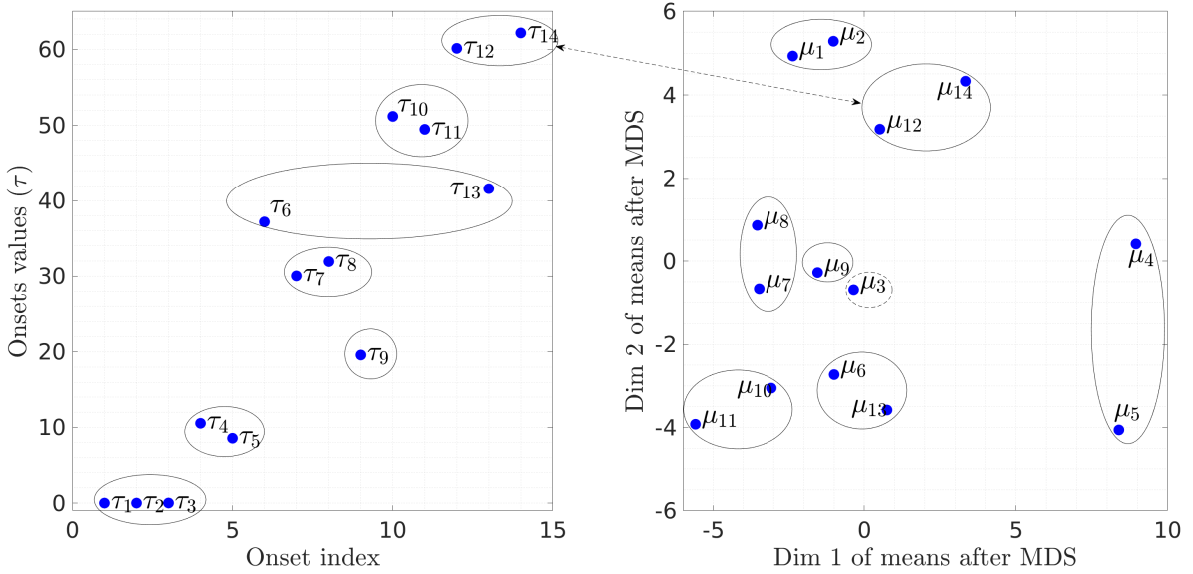 60
50
40
30
20
10
0
0
5
10
15
Onsets values (τ)
Onset index
τ₁
τ₂
τ₃
τ₄
τ₅
τ₆
τ₇
τ₈
τ₉
τ₁₀
τ₁₁
τ₁₂
τ₁₃
τ₁₄
6
4
2
0
-2
-4
-6
-5
0
5
10
Dim 2 of means after MDS
Dim 1 of means after MDS
μ₁
μ₂
μ₁₄
μ₁₂
μ₈
μ₄
μ₉
μ₇
μ₃
μ₆
μ₁₀
μ₁₃
μ₁₁
μ₅